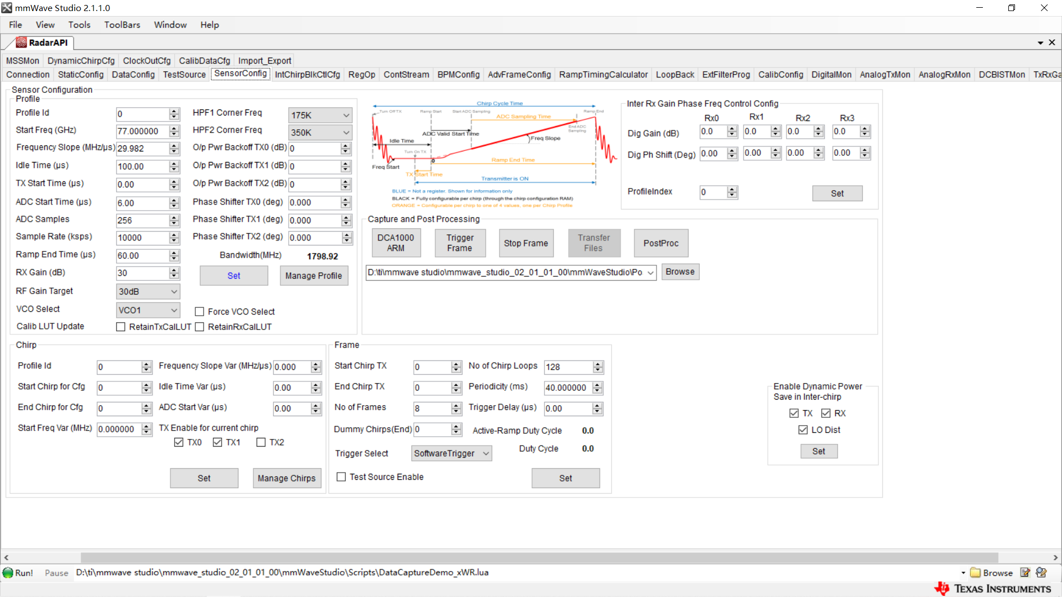 mmWave Studio 2.1.1.0
File View Tools ToolBars Window Help
RadarAPI
MSSMon DynamicChirpCfg ClockOutCfg CalibDataCfg Import_Export
Connection StaticConfig DataConfig TestSource SensorConfig IntChirpBlkCtlCfg RegOp ContStream BPMConfig AdvFrameConfig RampTimingCalculator LoopBack ExtFilterProg CalibConfig DigitalMon AnalogTxMon AnalogRxMon DCBISTMon TxRxGa
Sensor Configuration
Profile
Profile Id 0 HPF1 Corner Freq 175K
Start Freq (GHz) 77.000000 HPF2 Corner Freq 350K
Frequency Slope (MHz/µs) 29.982 O/p Pwr Backoff TX0 (dB) 0
Idle Time (µs) 100.00 O/p Pwr Backoff TX1 (dB) 0
TX Start Time (µs) 0.00 O/p Pwr Backoff TX2 (dB) 0
ADC Start Time (µs) 6.00 Phase Shifter TX0 (deg) 0.000
ADC Samples 256 Phase Shifter TX1 (deg) 0.000
Sample Rate (ksps) 10000 Phase Shifter TX2 (deg) 0.000
Ramp End Time (µs) 60.00 Bandwidth(MHz) 1798.92
RX Gain (dB) 30 Set Manage Profile
RF Gain Target 30dB
VCO Select VCO1 Force VCO Select
Calib LUT Update RetainTxCalLUT RetainRxCalLUT
Chirp Cycle Time
Turn Off TX Ramp Start Start ADC Sampling Ramp End
ADC Sampling Time
ADC Valid Start Time
Idle Time
Freq Slope
Turn On TX
Ramp End Time
Freq Start
TX Start Time
Transmitter is ON
BLUE = Not a register. Shown for information only
BLACK = Fully configurable per chirp (through the chirp configuration RAM).
ORANGE = Configurable per chirp to one of 4 values, one per Chirp Profile
Inter Rx Gain Phase Freq Control Config
Rx0 Rx1 Rx2 Rx3
Dig Gain (dB) 0.0 0.0 0.0 0.0
Dig Ph Shift (Deg) 0.00 0.00 0.00 0.00
ProfileIndex 0 Set
Capture and Post Processing
DCA1000 ARM Trigger Frame Stop Frame Transfer Files PostProc
D:\ti\mmwave studio\mmwave_studio_02_01_01_00\mmWaveStudio\Po Browse
Chirp
Profile Id 0 Frequency Slope Var (MHz/µs) 0.000
Start Chirp for Cfg 0 Idle Time Var (µs) 0.00
End Chirp for Cfg 0 ADC Start Var (µs) 0.00
Start Freq Var (MHz) 0.000000 TX Enable for current chirp
TX0 TX1 TX2
Set Manage Chirps
Frame
Start Chirp TX 0 No of Chirp Loops 128
End Chirp TX 0 Periodicity (ms) 40.000000
No of Frames 8 Trigger Delay (µs) 0.00
Dummy Chirps(End) 0 Active-Ramp Duty Cycle 0.0
Trigger Select SoftwareTrigger Duty Cycle 0.0
Test Source Enable Set
Enable Dynamic Power
Save in Inter-chirp
TX RX
LO Dist
Set
Run! Pause D:\ti\mmwave studio\mmwave_studio_02_01_01_00\mmWaveStudio\Scripts\DataCaptureDemo_xWR.lua Browse
TEXAS INSTRUMENTS